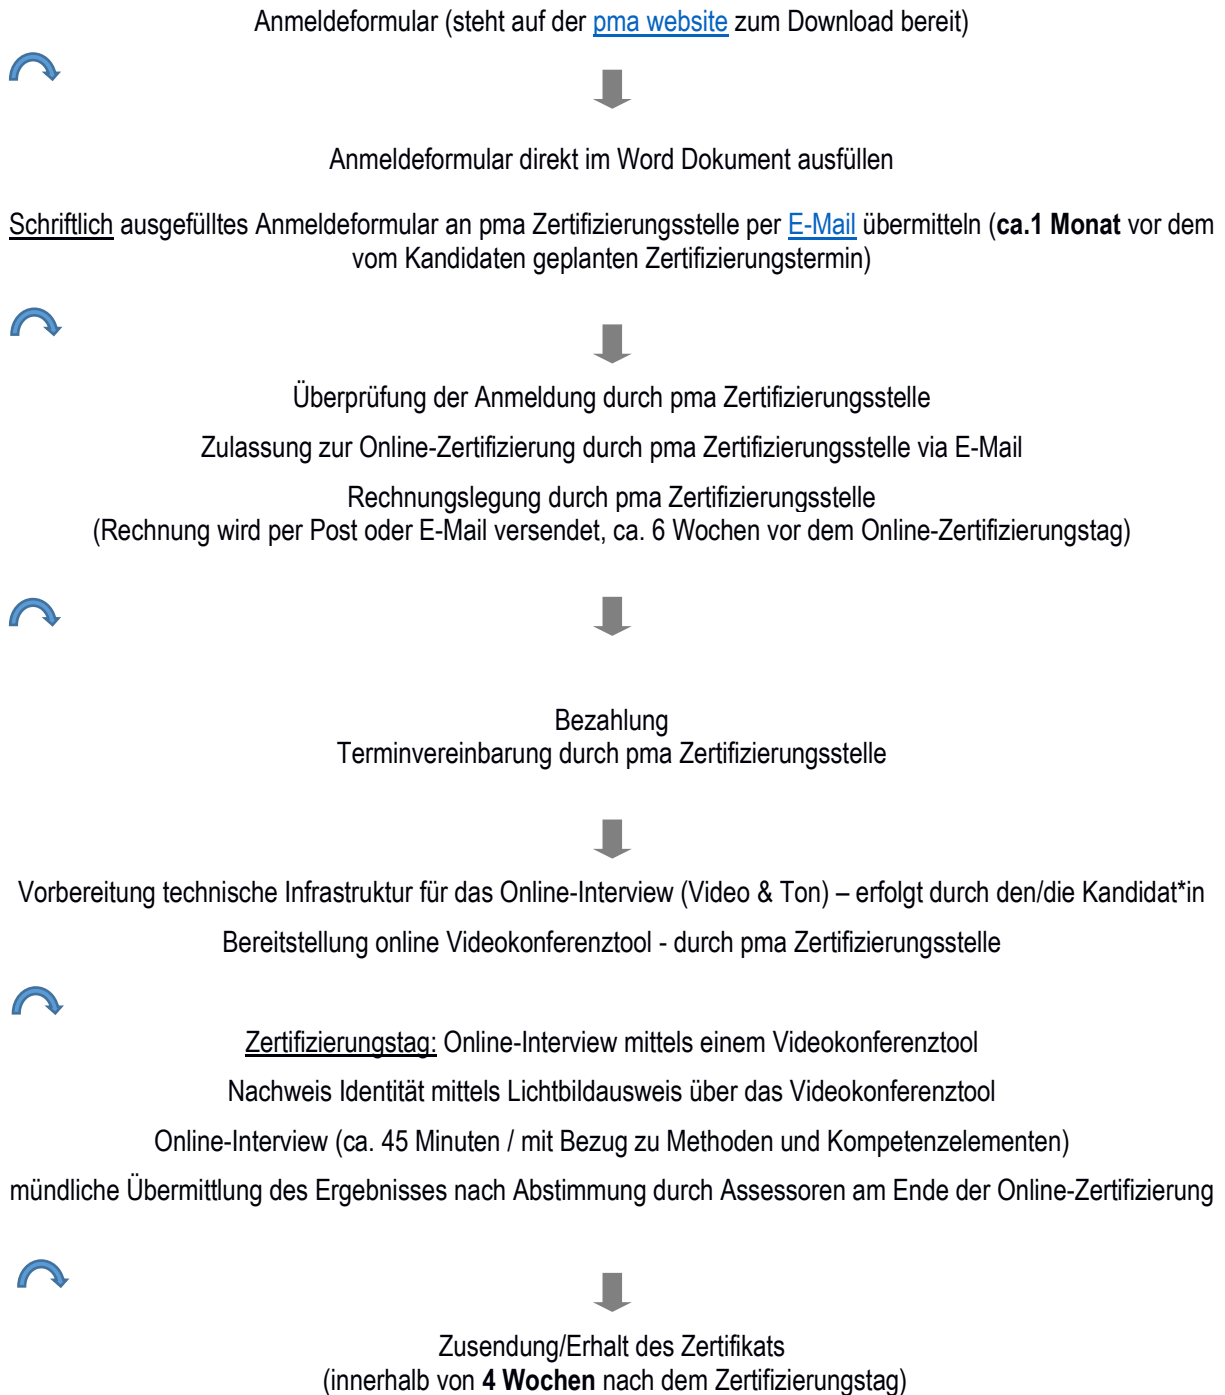 Anmeldeformular (steht auf der pma website zum Download bereit)
Anmeldeformular direkt im Word Dokument ausfüllen
Schriftlich ausgefülltes Anmeldeformular an pma Zertifizierungsstelle per E-Mail übermitteln (ca.1 Monat vor dem
vom Kandidaten geplanten Zertifizierungstermin)
Überprüfung der Anmeldung durch pma Zertifizierungsstelle
Zulassung zur Online-Zertifizierung durch pma Zertifizierungsstelle via E-Mail
Rechnungslegung durch pma Zertifizierungsstelle
(Rechnung wird per Post oder E-Mail versendet, ca. 6 Wochen vor dem Online-Zertifizierungstag)
Bezahlung
Terminvereinbarung durch pma Zertifizierungsstelle
Vorbereitung technische Infrastruktur für das Online-Interview (Video & Ton) – erfolgt durch den/die Kandidat*in
Bereitstellung online Videokonferenztool - durch pma Zertifizierungsstelle
Zertifizierungstag: Online-Interview mittels einem Videokonferenztool
Nachweis Identität mittels Lichtbildausweis über das Videokonferenztool
Online-Interview (ca. 45 Minuten / mit Bezug zu Methoden und Kompetenzelementen)
mündliche Übermittlung des Ergebnisses nach Abstimmung durch Assessoren am Ende der Online-Zertifizierung
Zusendung/Erhalt des Zertifikats
(innerhalb von 4 Wochen nach dem Zertifizierungstag)